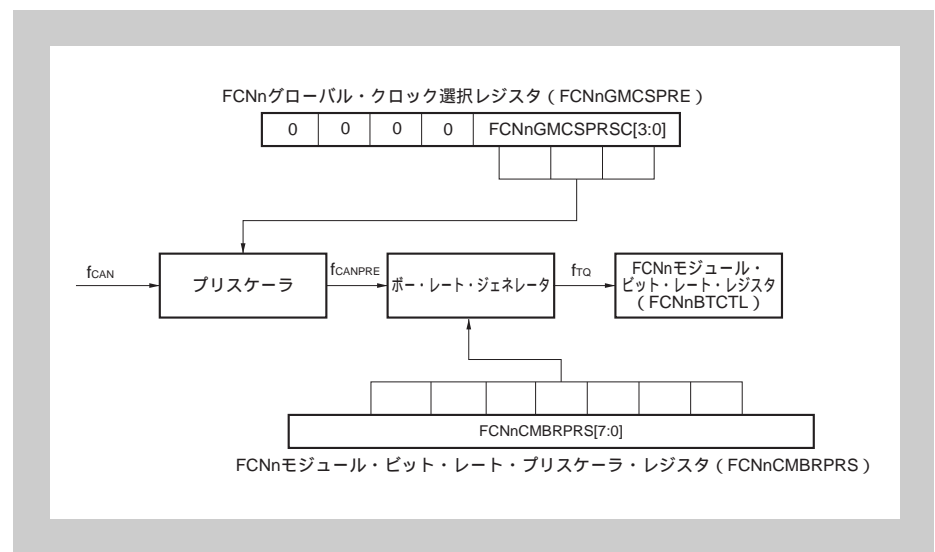 FCNnグローバル・クロック選択レジスタ（FCNnGMCSPRE）
0 0 0 0 FCNnGMCSPRSC[3:0]
fCAN
プリスケーラ
fCANPRE
ボー・レート・ジェネレータ
fTQ
FCNnモジュール・
ビット・レート・レジスタ
（FCNnBTCTL）
FCNnCMBRPRS[7:0]
FCNnモジュール・ビット・レート・プリスケーラ・レジスタ（FCNnCMBRPRS）